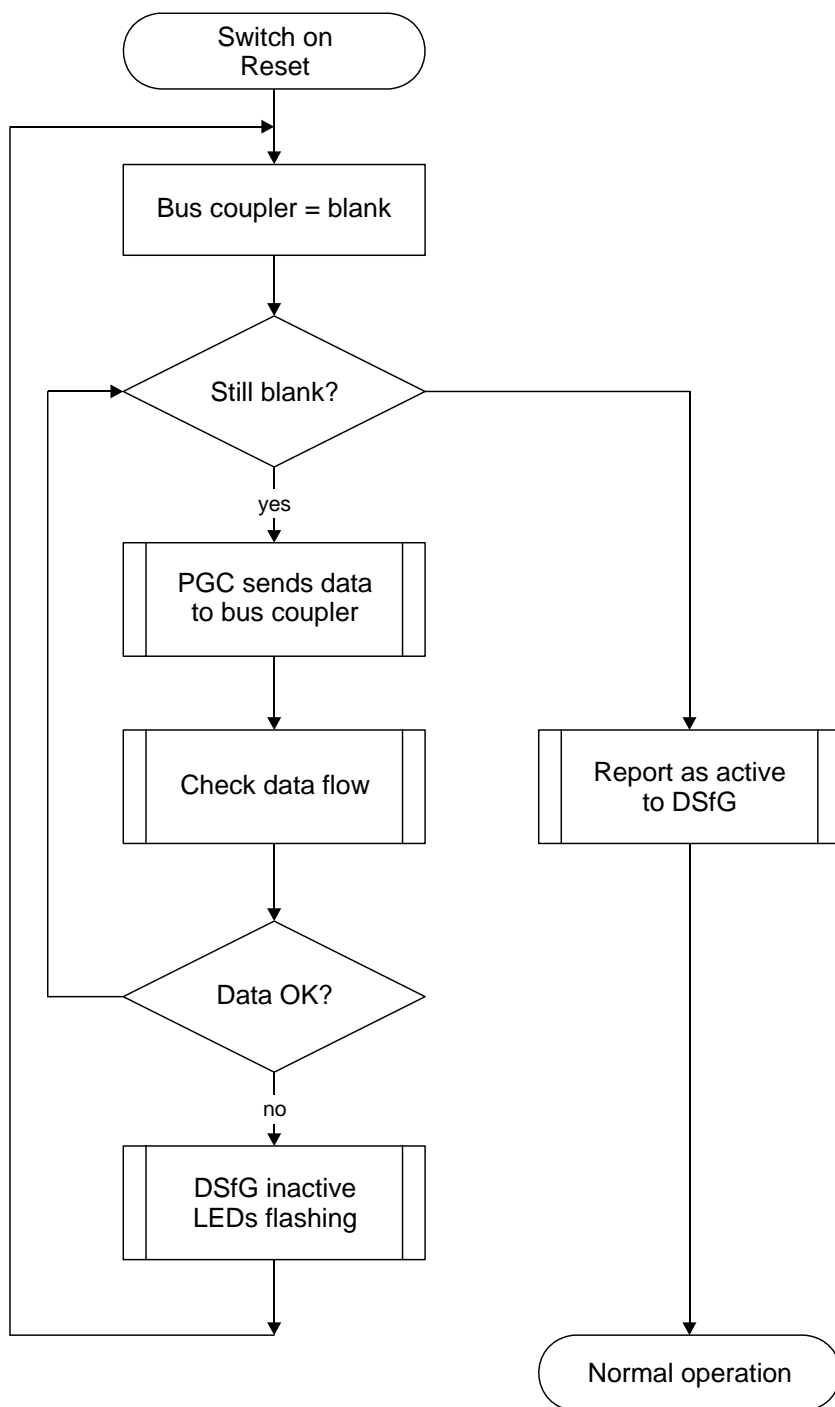 Switch on
Reset
Bus coupler = blank
Still blank?
yes
PGC sends data
to bus coupler
Check data flow
Report as active
to DSfG
Data OK?
no
DSfG inactive
LEDs flashing
Normal operation